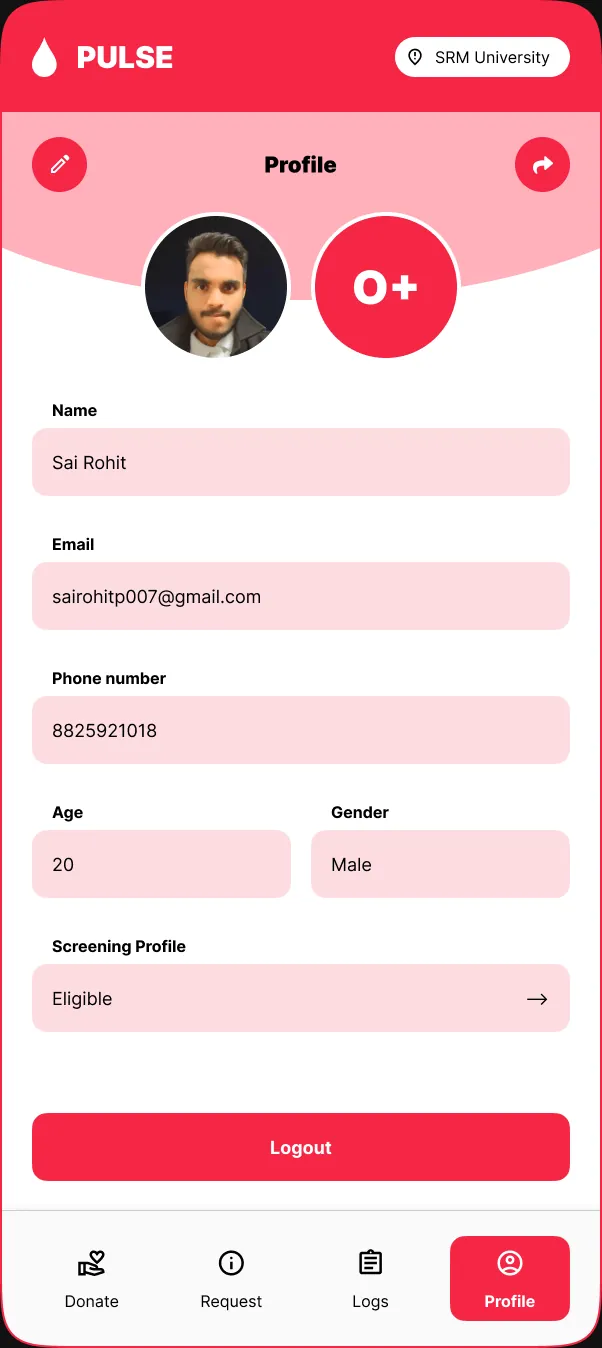 PULSE
SRM University
Profile
O+
Name
Sai Rohit
Email
sairohitp007@gmail.com
Phone number
8825921018
Age
Gender
20
Male
Screening Profile
Eligible
Logout
Donate
Request
Logs
Profile